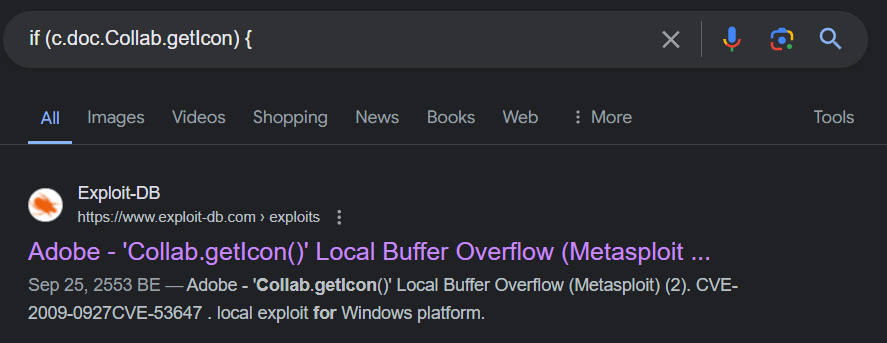 if (c.doc.Collab.getIcon) {
All Images Videos Shopping News Books Web More Tools
Exploit-DB
https://www.exploit-db.com › exploits
Adobe - 'Collab.getIcon()' Local Buffer Overflow (Metasploit ...
Sep 25, 2553 BE — Adobe - 'Collab.getIcon()' Local Buffer Overflow (Metasploit) (2). CVE-
2009-0927CVE-53647 . local exploit for Windows platform.